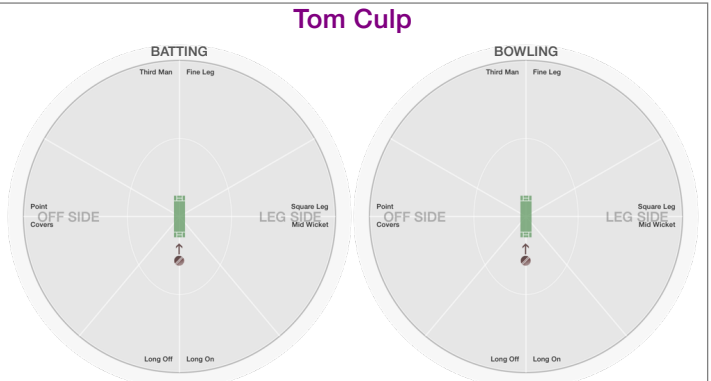 Tom Culp
BATTING
Third Man Fine Leg
Point
OFF SIDE
Covers
Square Leg
LEG SIDE
Mid Wicket
Long Off Long On
BOWLING
Third Man Fine Leg
Point
OFF SIDE
Covers
Square Leg
LEG SIDE
Mid Wicket
Long Off Long On